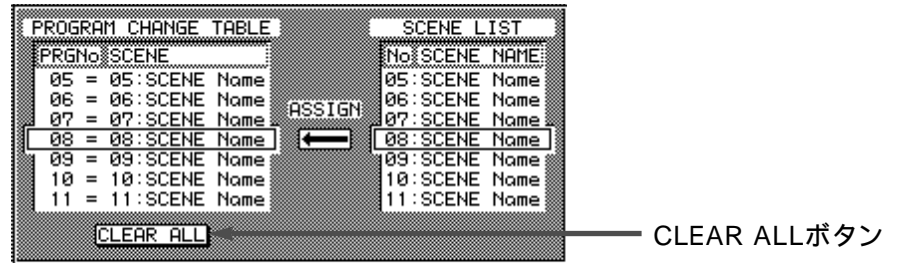 PROGRAM CHANGE TABLE
PRGNo SCENE
05 = 05:SCENE Name
06 = 06:SCENE Name
07 = 07:SCENE Name
08 = 08:SCENE Name
09 = 09:SCENE Name
10 = 10:SCENE Name
11 = 11:SCENE Name
CLEAR ALL
ASSIGN
SCENE LIST
No SCENE NAME
05:SCENE Name
06:SCENE Name
07:SCENE Name
08:SCENE Name
09:SCENE Name
10:SCENE Name
11:SCENE Name
CLEAR ALLボタン